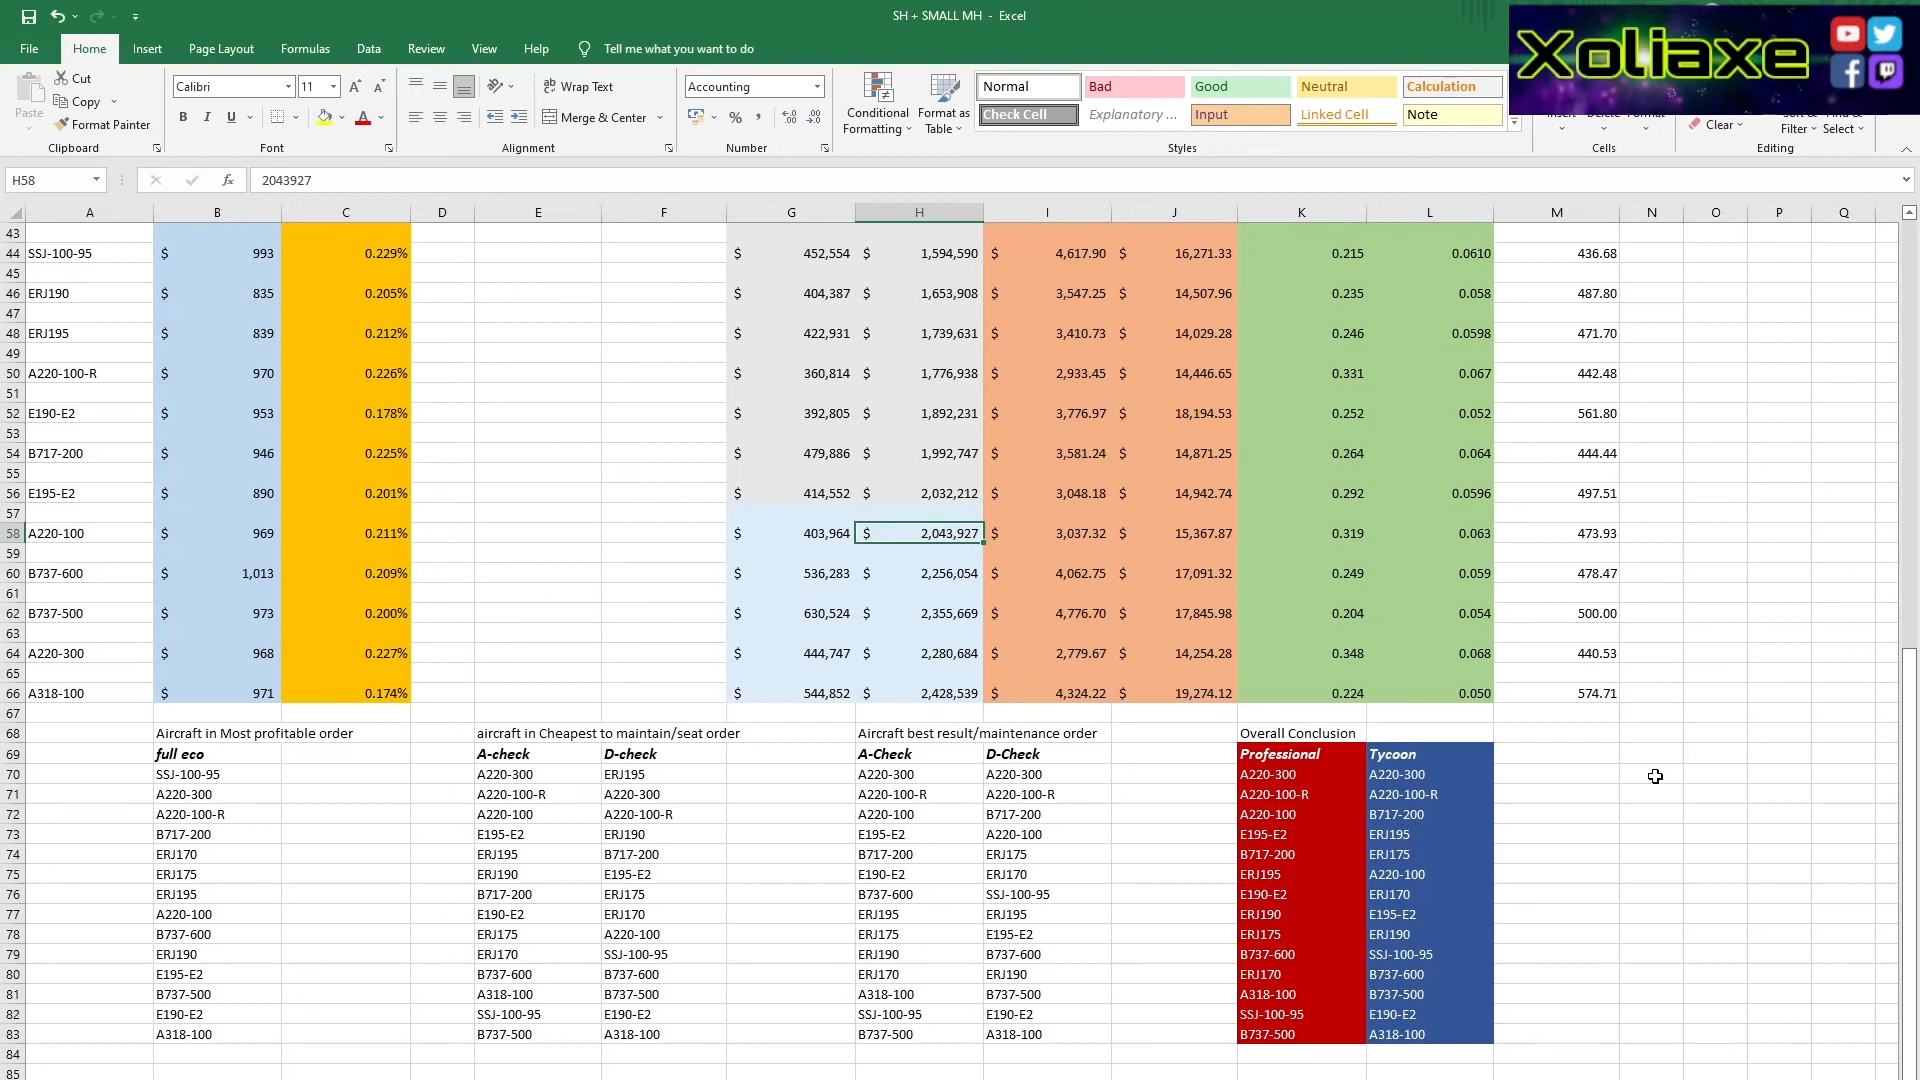 SH + SMALL MH - Excel
Xoliaxe
File Home Insert Page Layout Formulas Data Review View Help Tell me what you want to do
Paste Cut Copy Format Painter Clipboard
Calibri 11 B I U Font
Wrap Text Merge & Center Alignment
Accounting % , Number
Conditional Formatting Format as Table
Normal Bad Good Neutral Calculation
Check Cell Explanatory ... Input Linked Cell Note
Styles
Cells
Clear Filter Select Editing
H58 fx 2043927
A B C D E F G H I J K L M N O P Q
43
44 SSJ-100-95 $ 993 0.229% $ 452,554 $ 1,594,590 $ 4,617.90 $ 16,271.33 0.215 0.0610 436.68
45
46 ERJ190 $ 835 0.205% $ 404,387 $ 1,653,908 $ 3,547.25 $ 14,507.96 0.235 0.058 487.80
47
48 ERJ195 $ 839 0.212% $ 422,931 $ 1,739,631 $ 3,410.73 $ 14,029.28 0.246 0.0598 471.70
49
50 A220-100-R $ 970 0.226% $ 360,814 $ 1,776,938 $ 2,933.45 $ 14,446.65 0.331 0.067 442.48
51
52 E190-E2 $ 953 0.178% $ 392,805 $ 1,892,231 $ 3,776.97 $ 18,194.53 0.252 0.052 561.80
53
54 B717-200 $ 946 0.225% $ 479,886 $ 1,992,747 $ 3,581.24 $ 14,871.25 0.264 0.064 444.44
55
56 E195-E2 $ 890 0.201% $ 414,552 $ 2,032,212 $ 3,048.18 $ 14,942.74 0.292 0.0596 497.51
57
58 A220-100 $ 969 0.211% $ 403,964 $ 2,043,927 $ 3,037.32 $ 15,367.87 0.319 0.063 473.93
59
60 B737-600 $ 1,013 0.209% $ 536,283 $ 2,256,054 $ 4,062.75 $ 17,091.32 0.249 0.059 478.47
61
62 B737-500 $ 973 0.200% $ 630,524 $ 2,355,669 $ 4,776.70 $ 17,845.98 0.204 0.054 500.00
63
64 A220-300 $ 968 0.227% $ 444,747 $ 2,280,684 $ 2,779.67 $ 14,254.28 0.348 0.068 440.53
65
66 A318-100 $ 971 0.174% $ 544,852 $ 2,428,539 $ 4,324.22 $ 19,274.12 0.224 0.050 574.71
67
68 Aircraft in Most profitable order aircraft in Cheapest to maintain/seat order Aircraft best result/maintenance order Overall Conclusion
69 full eco A-check D-check A-Check D-Check Professional Tycoon
70 SSJ-100-95 A220-300 ERJ195 A220-300 A220-300 A220-300 A220-300
71 A220-300 A220-100-R A220-300 A220-100-R A220-100-R A220-100-R A220-100-R
72 A220-100-R A220-100 A220-100-R A220-100 B717-200 A220-100 B717-200
73 B717-200 E195-E2 ERJ190 E195-E2 A220-100 E195-E2 ERJ195
74 ERJ170 ERJ195 B717-200 B717-200 ERJ175 B717-200 ERJ175
75 ERJ175 ERJ190 E195-E2 E190-E2 ERJ170 ERJ195 A220-100
76 ERJ195 B717-200 ERJ175 B737-600 SSJ-100-95 E190-E2 ERJ170
77 A220-100 E190-E2 ERJ170 ERJ195 ERJ195 ERJ190 E195-E2
78 B737-600 ERJ175 A220-100 ERJ175 E195-E2 ERJ175 ERJ190
79 ERJ190 ERJ170 SSJ-100-95 ERJ190 B737-600 B737-600 SSJ-100-95
80 E195-E2 B737-600 B737-600 ERJ170 ERJ190 ERJ170 B737-600
81 B737-500 A318-100 B737-500 A318-100 B737-500 A318-100 B737-500
82 E190-E2 SSJ-100-95 E190-E2 SSJ-100-95 E190-E2 SSJ-100-95 E190-E2
83 A318-100 B737-500 A318-100 B737-500 A318-100 B737-500 A318-100
84
85